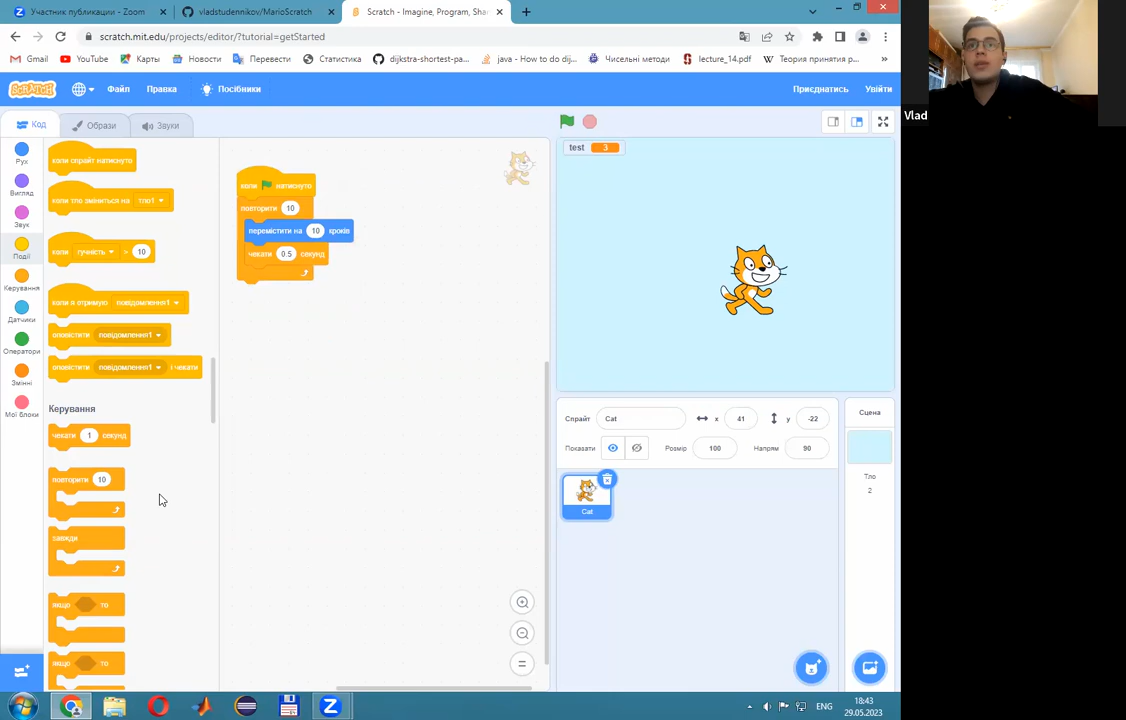 Участник публикации - Zoom
vladstudennikov/MarioScratch
Scratch - Imagine, Program, Shar
scratch.mit.edu/projects/editor/?tutorial=getStarted
Gmail
YouTube
Карты
Новости
Перевести
Статистика
dijkstra-shortest-pa...
java - How to do dij...
Чисельні методи
lecture_14.pdf
Теория принятия р...
SCRATCH
Файл
Правка
Посібники
Приєднатись
Увійти
Vlad
Код
Образи
Звуки
Рух
Вигляд
Звук
Події
Керування
Датчики
Оператори
Змінні
Мої блоки
коли спрайт натиснуто
коли тло зміниться на тло1
коли гучність > 10
коли я отримую повідомлення1
оповістити повідомлення1
оповістити повідомлення1 і чекати
Керування
чекати 1 секунд
повторити 10
завжди
якщо то
якщо то
коли натиснуто
повторити 10
перемістити на 10 кроків
чекати 0.5 секунд
test 3
Спрайт Cat x 41 y -22
Показати Розмір 100 Напрям 90
Cat
Сцена
Тло
2
ENG
18:43
29.05.2023